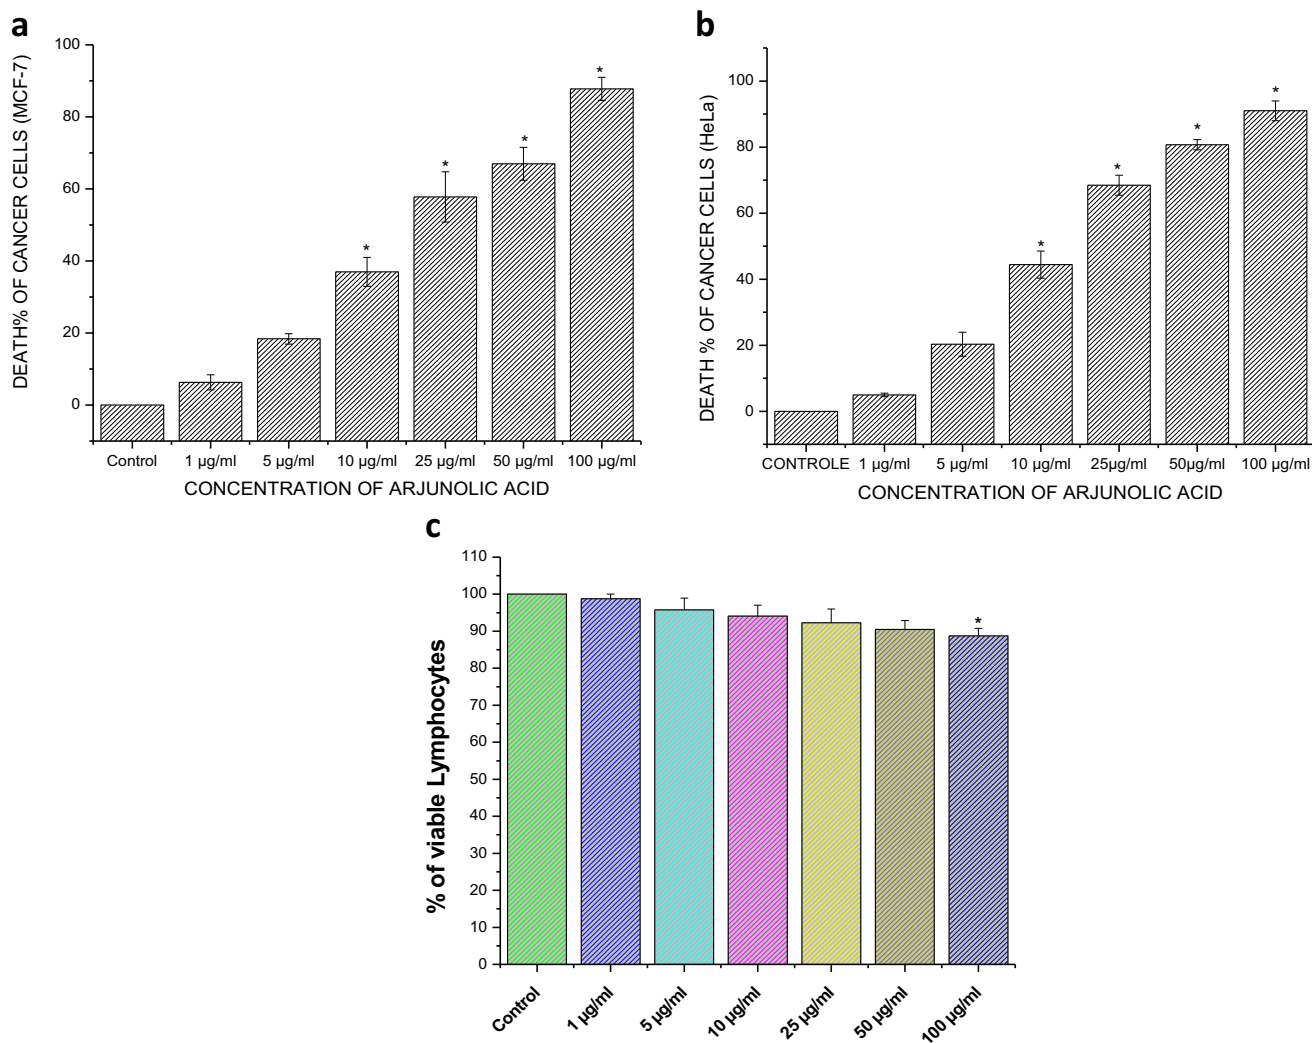 a
DEATH% OF CANCER CELLS (MCF-7)
100
80
60
40
20
0
* * * * *
Control 1 µg/ml 5 µg/ml 10 µg/ml 25 µg/ml 50 µg/ml 100 µg/ml
CONCENTRATION OF ARJUNOLIC ACID
b
DEATH % OF CANCER CELLS (HeLa)
100
80
60
40
20
0
* * * * *
CONTROLE 1 µg/ml 5 µg/ml 10 µg/ml 25µg/ml 50µg/ml 100 µg/ml
CONCENTRATION OF ARJUNOLIC ACID
c
% of viable Lymphocytes
110
100
90
80
70
60
50
40
30
20
10
0
*
Control 1 µg/ml 5 µg/ml 10 µg/ml 25 µg/ml 50 µg/ml 100 µg/ml